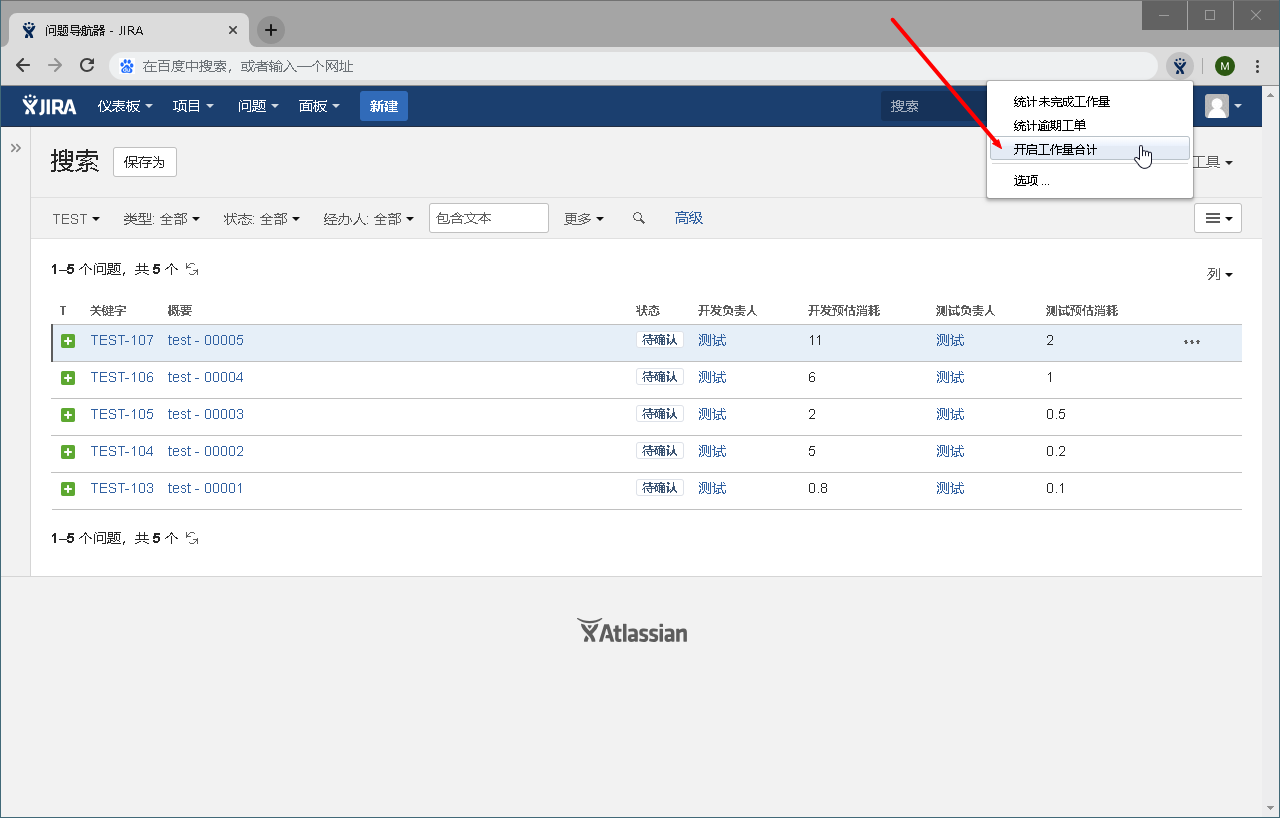 问题导航器 - JIRA
在百度中搜索，或者输入一个网址
M
JIRA 仪表板 项目 问题 面板 新建 搜索
统计未完成工作量
统计逾期工单
开启工作量合计
选项 ...
搜索 保存为 工具
TEST 类型: 全部 状态: 全部 经办人: 全部 包含文本 更多 高级
1–5 个问题，共 5 个
列
T 关键字 概要 状态 开发负责人 开发预估消耗 测试负责人 测试预估消耗
TEST-107 test - 00005 待确认 测试 11 测试 2
TEST-106 test - 00004 待确认 测试 6 测试 1
TEST-105 test - 00003 待确认 测试 2 测试 0.5
TEST-104 test - 00002 待确认 测试 5 测试 0.2
TEST-103 test - 00001 待确认 测试 0.8 测试 0.1
1–5 个问题，共 5 个
Atlassian